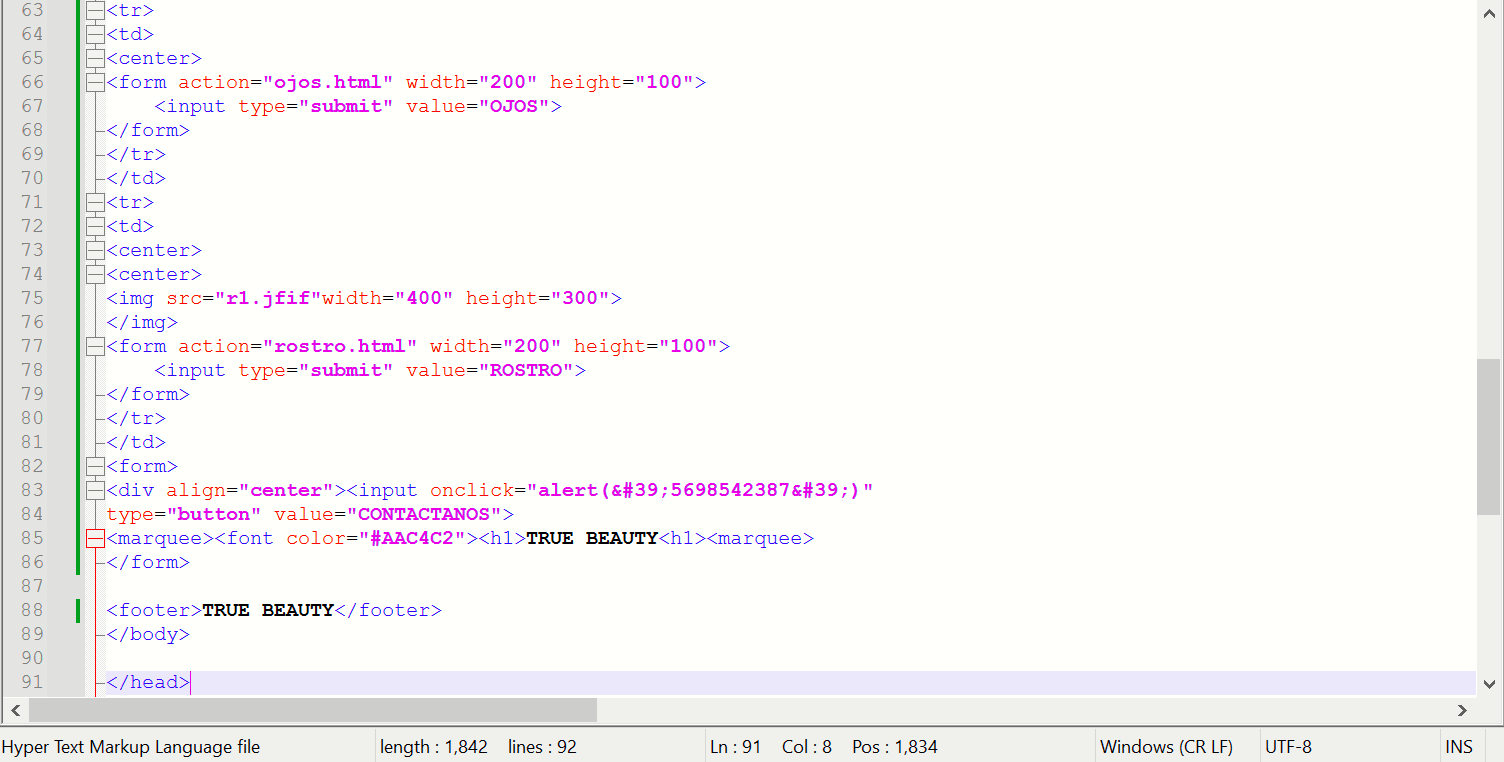 63 <tr>
64 <td>
65 <center>
66 <form action="ojos.html" width="200" height="100">
67     <input type="submit" value="OJOS">
68 </form>
69 </tr>
70 </td>
71 <tr>
72 <td>
73 <center>
74 <center>
75 <img src="r1.jfif"width="400" height="300">
76 </img>
77 <form action="rostro.html" width="200" height="100">
78     <input type="submit" value="ROSTRO">
79 </form>
80 </tr>
81 </td>
82 <form>
83 <div align="center"><input onclick="alert(&#39;5698542387&#39;)"
84 type="button" value="CONTACTANOS">
85 <marquee><font color="#AAC4C2"><h1>TRUE BEAUTY<h1><marquee>
86 </form>
87
88 <footer>TRUE BEAUTY</footer>
89 </body>
90
91 </head>
Hyper Text Markup Language file length : 1,842 lines : 92 Ln : 91 Col : 8 Pos : 1,834 Windows (CR LF) UTF-8 INS